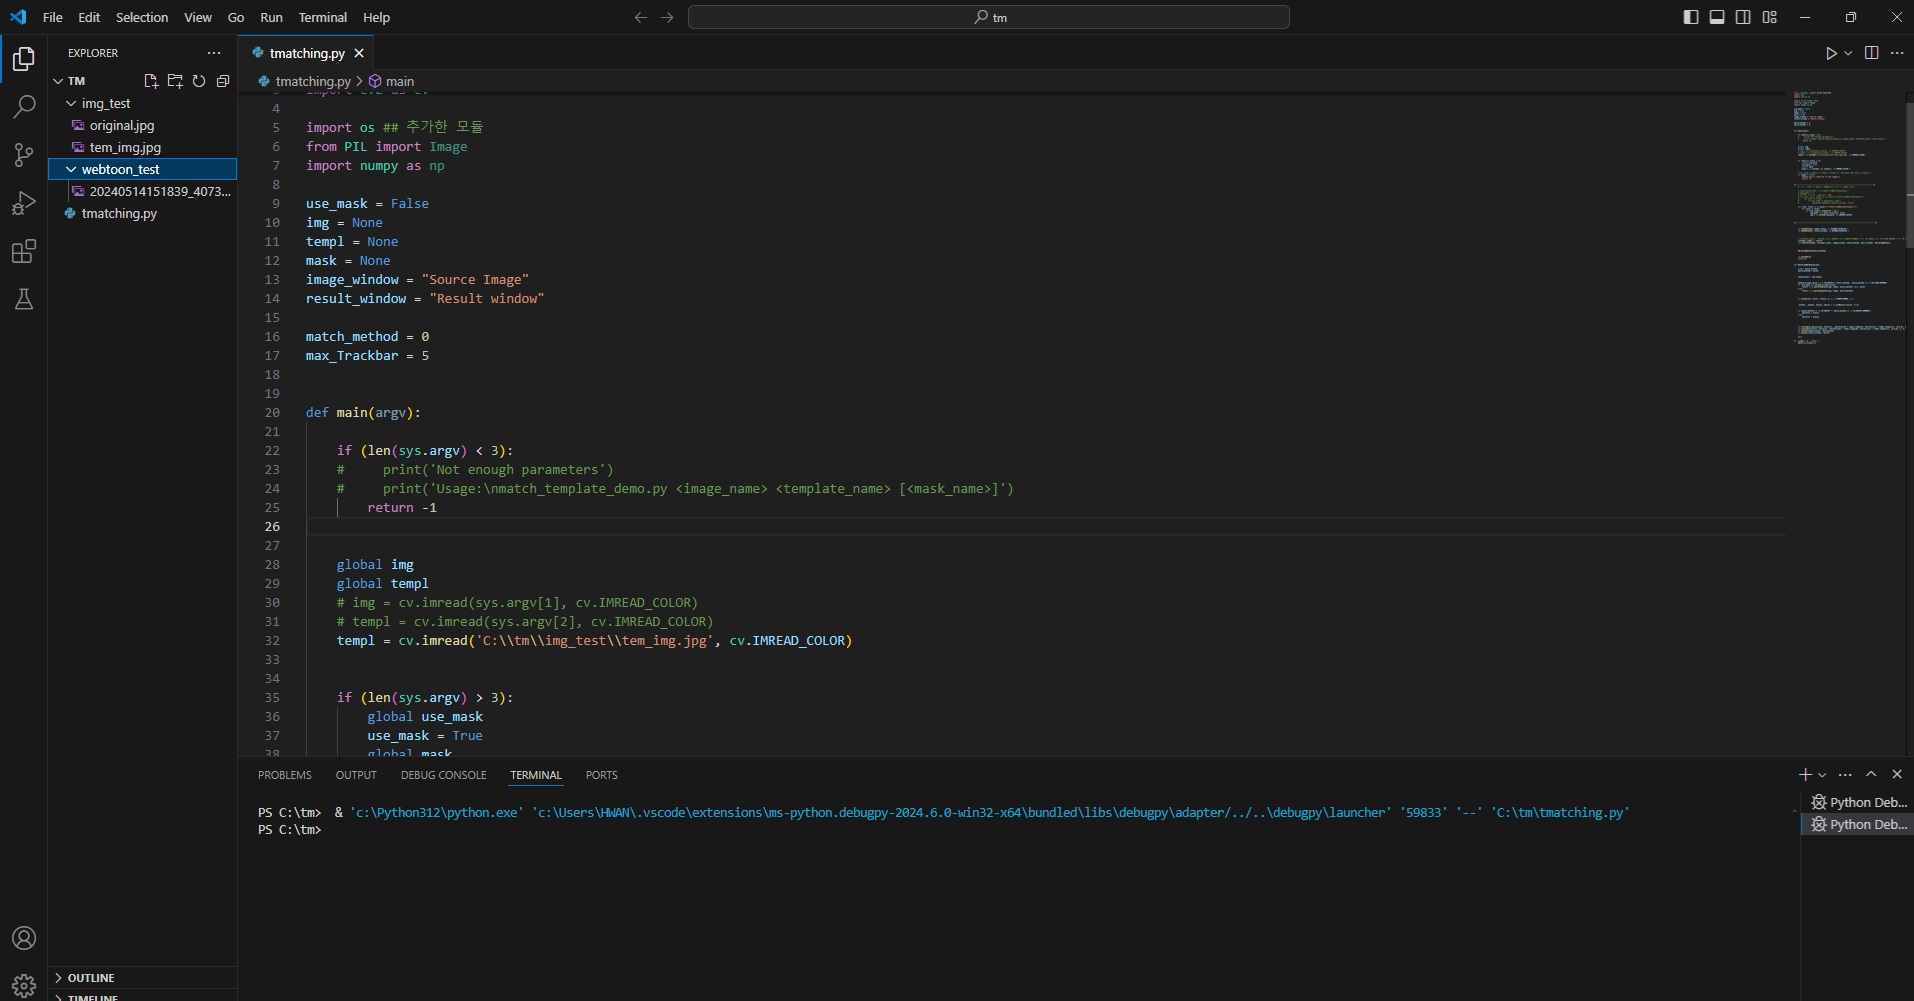 File Edit Selection View Go Run Terminal Help
tm
EXPLORER
TM
img_test
original.jpg
tem_img.jpg
webtoon_test
20240514151839_4073...
tmatching.py
OUTLINE
TIMELINE
tmatching.py
tmatching.py > main
4
5 import os ## 추가한 모듈
6 from PIL import Image
7 import numpy as np
8
9 use_mask = False
10 img = None
11 templ = None
12 mask = None
13 image_window = "Source Image"
14 result_window = "Result window"
15
16 match_method = 0
17 max_Trackbar = 5
18
19
20 def main(argv):
21
22 if (len(sys.argv) < 3):
23 # print('Not enough parameters')
24 # print('Usage:\nmatch_template_demo.py <image_name> <template_name> [<mask_name>]')
25 return -1
26
27
28 global img
29 global templ
30 # img = cv.imread(sys.argv[1], cv.IMREAD_COLOR)
31 # templ = cv.imread(sys.argv[2], cv.IMREAD_COLOR)
32 templ = cv.imread('C:\\tm\\img_test\\tem_img.jpg', cv.IMREAD_COLOR)
33
34
35 if (len(sys.argv) > 3):
36 global use_mask
37 use_mask = True
38 global mask
PROBLEMS OUTPUT DEBUG CONSOLE TERMINAL PORTS
PS C:\tm> & 'c:\Python312\python.exe' 'c:\Users\HWAN\.vscode\extensions\ms-python.debugpy-2024.6.0-win32-x64\bundled\libs\debugpy\adapter/../..\debugpy\launcher' '59833' '--' 'C:\tm\tmatching.py'
PS C:\tm>
Python Deb...
Python Deb...